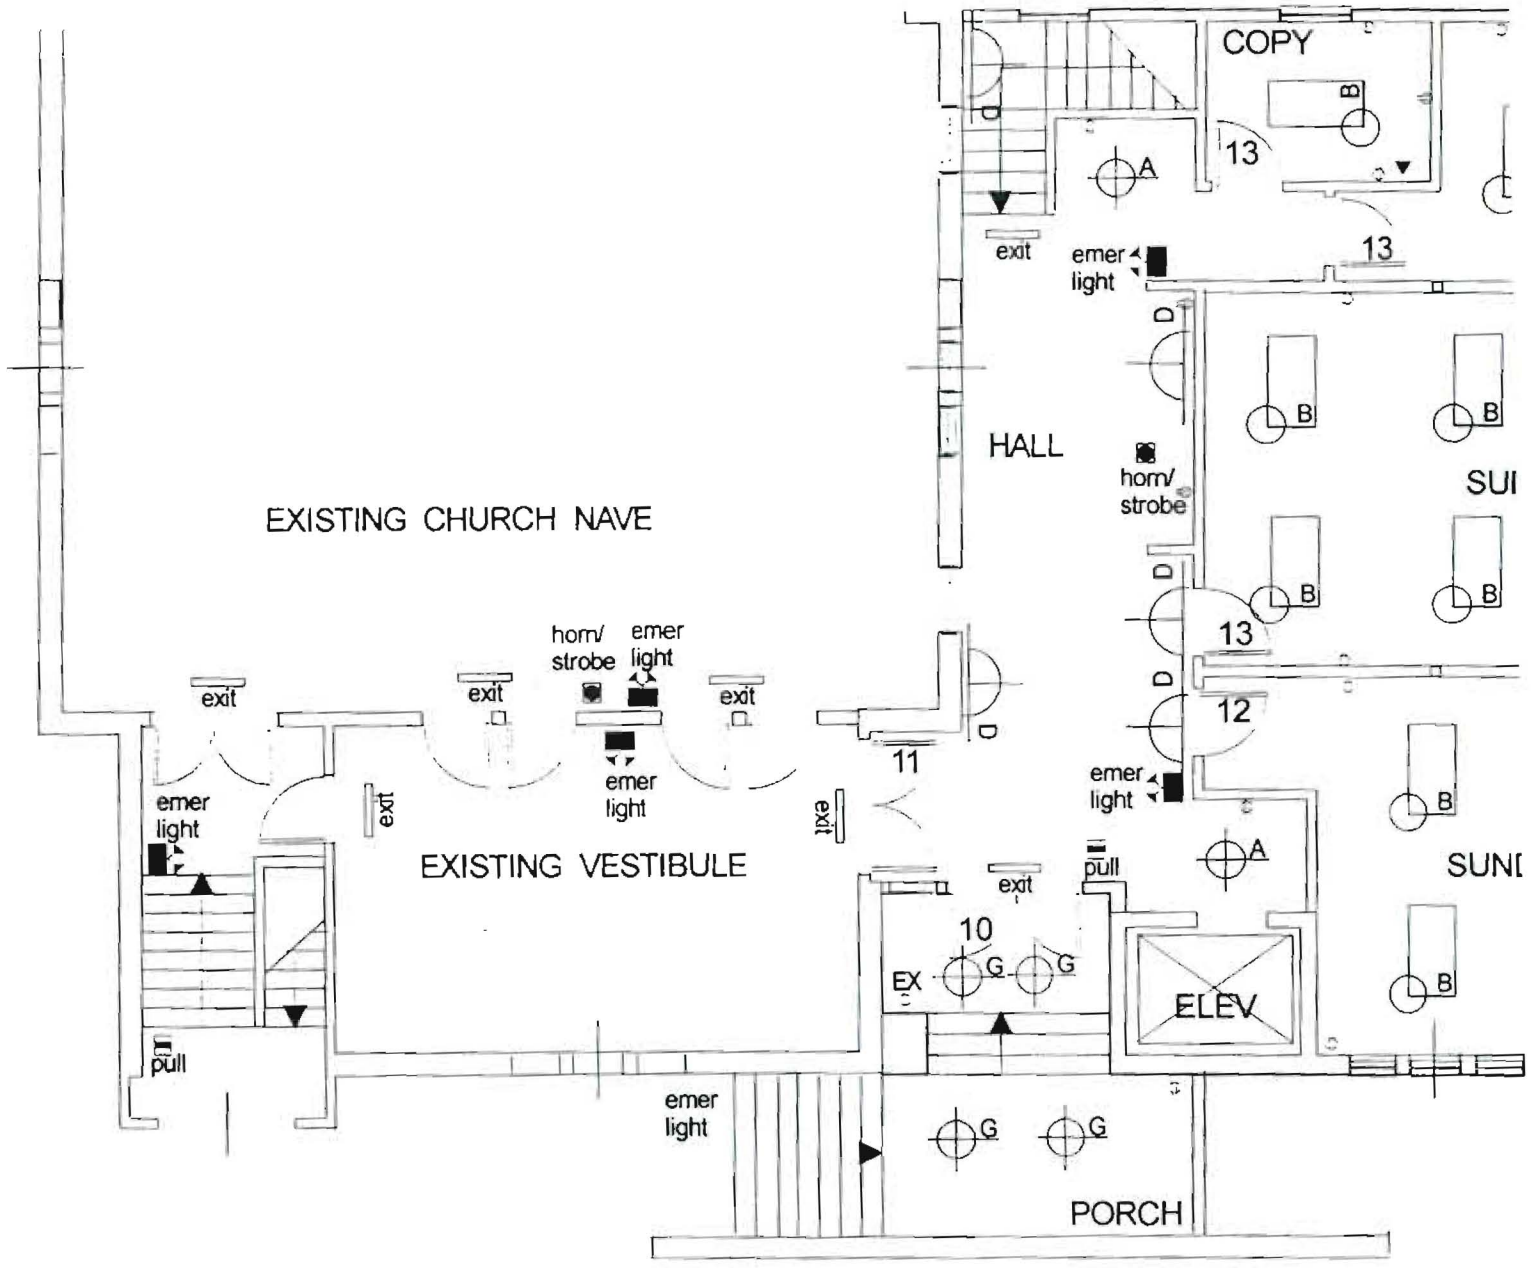 COPY
B
D
13
A
13
exit
emer
light
D
B
B
HALL
horn/
strobe
SUI
EXISTING CHURCH NAVE
B
B
D
13
horn/
strobe
emer
light
exit
exit
exit
D
12
D
11
emer
light
exit
emer
light
exit
emer
light
B
EXISTING VESTIBULE
A
pull
exit
SUND
10
G
G
EX
B
ELEV
pull
emer
light
G
G
PORCH